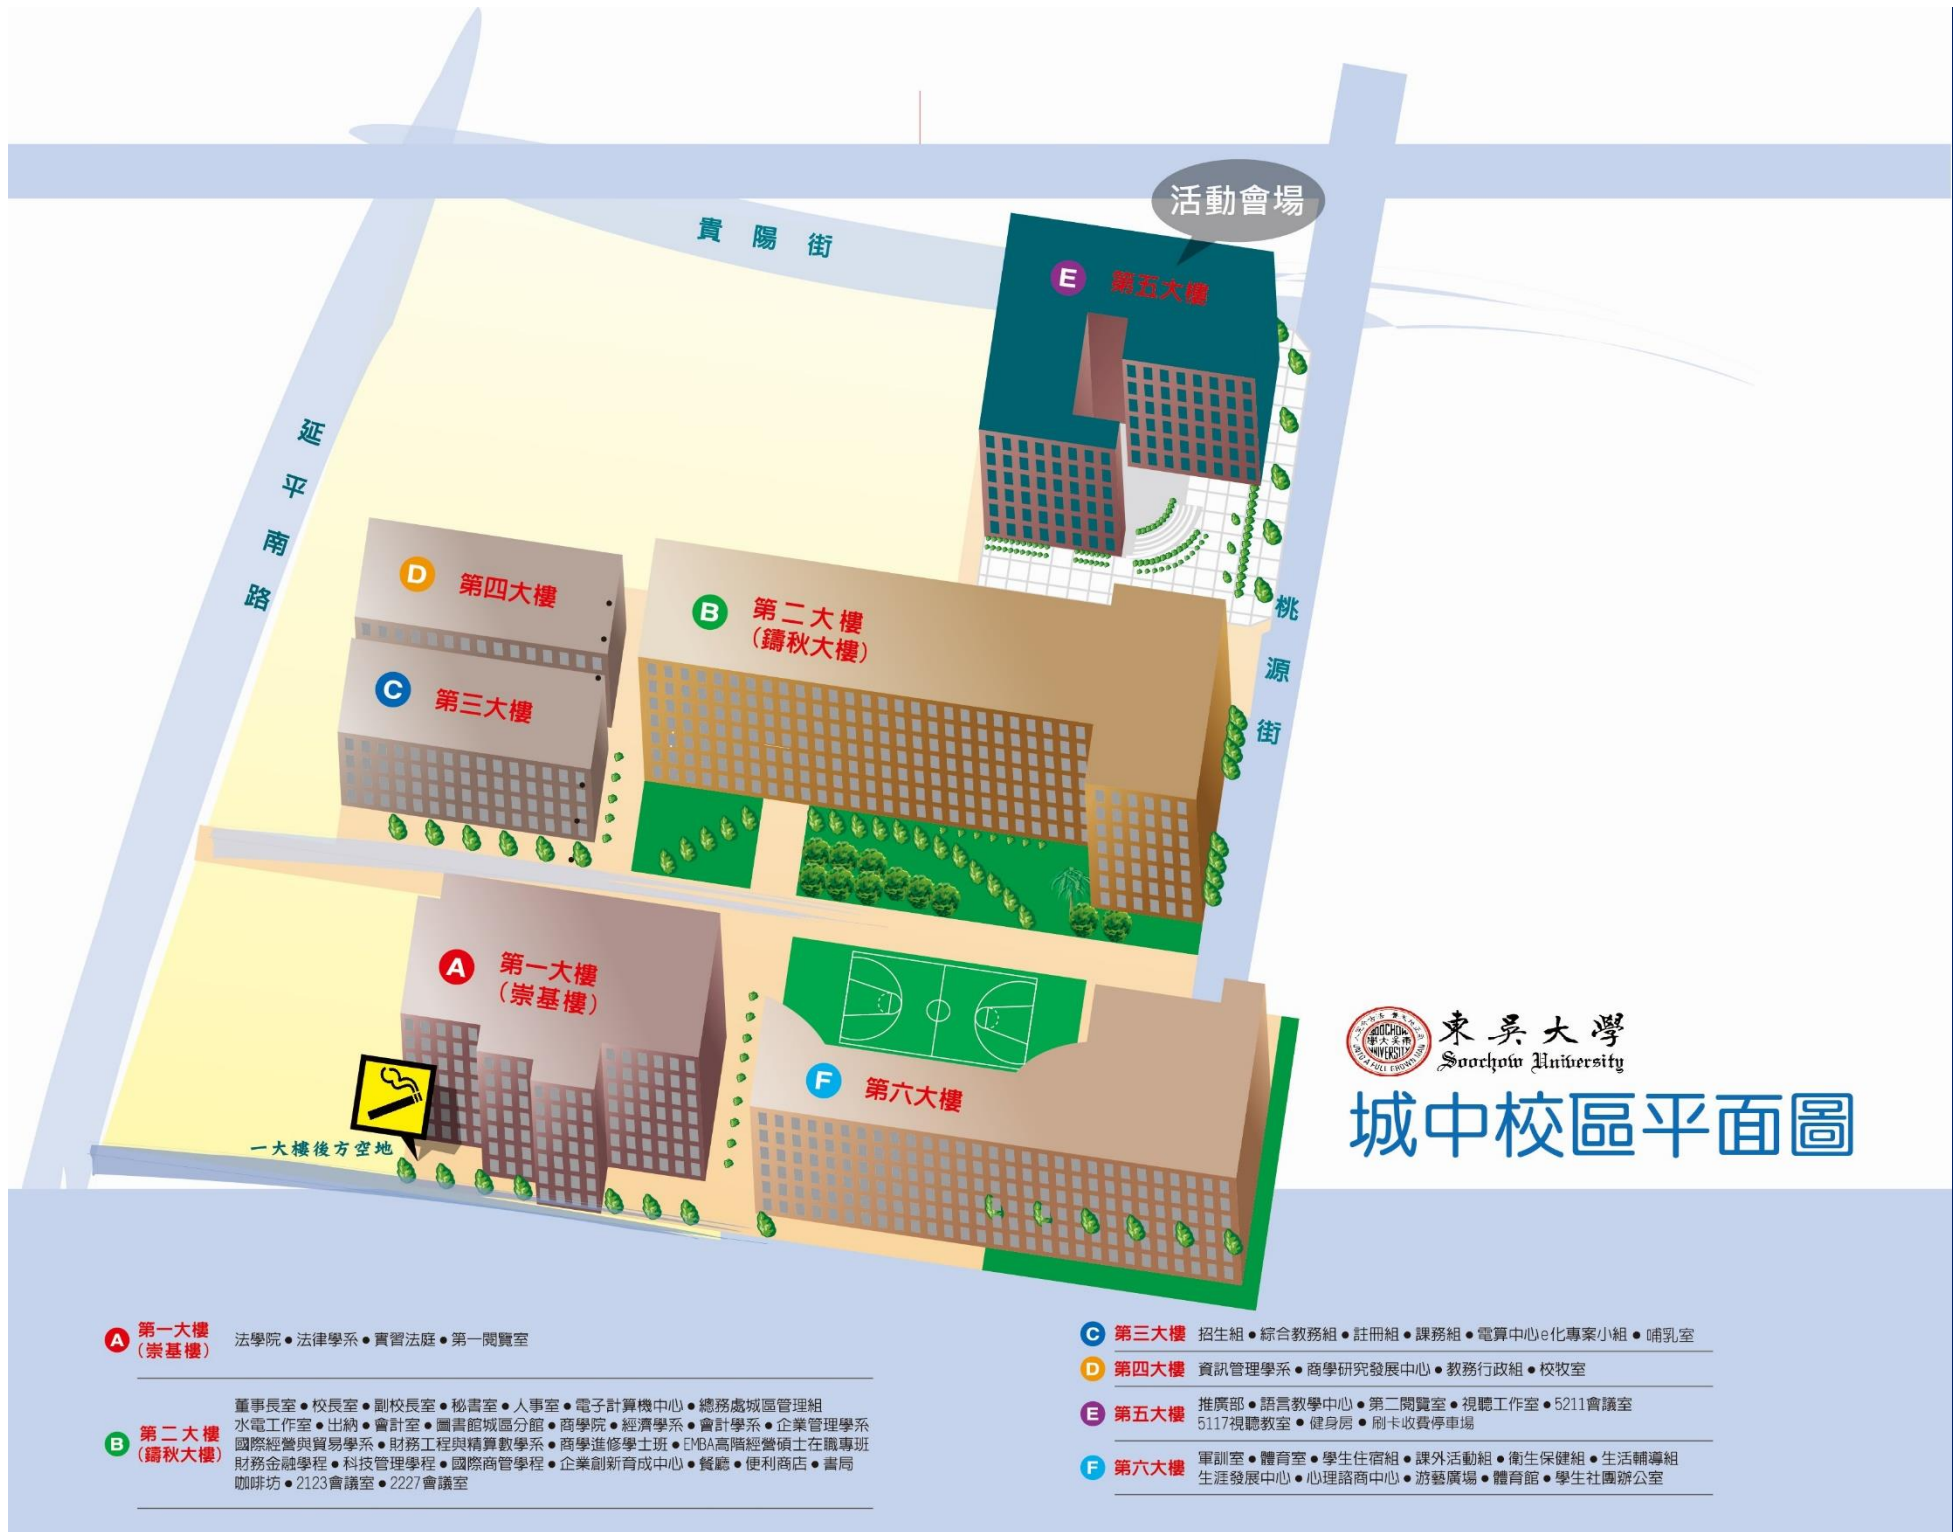 活動會場
貴陽街
E 第五大樓
延平南路
D 第四大樓
B 第二大樓
(鑄秋大樓)
桃源街
C 第三大樓
A 第一大樓
(崇基樓)
F 第六大樓
一大樓後方空地
SOOCHOW
UNIVERSITY
東吳大學
Soochow University
城中校區平面圖
A 第一大樓
(崇基樓)
法學院●法律學系●實習法庭●第一閱覽室
B 第二大樓
(鑄秋大樓)
董事長室●校長室●副校長室●秘書室●人事室●電子計算機中心●總務處城區管理組
水電工作室●出納●會計室●圖書館城區分館●商學院●經濟學系●會計學系●企業管理學系
國際經營與貿易學系●財務工程與精算數學系●商學進修學士班●EMBA高階經營碩士在職專班
財務金融學程●科技管理學程●國際商管學程●企業創新育成中心●餐廳●便利商店●書局
咖啡坊●2123會議室●2227會議室
C 第三大樓 招生組●綜合教務組●註冊組●課務組●電算中心e化專案小組●哺乳室
D 第四大樓 資訊管理學系●商學研究發展中心●教務行政組●校牧室
E 第五大樓
推廣部●語言教學中心●第二閱覽室●視聽工作室●5211會議室
5117視聽教室●健身房●刷卡收費停車場
F 第六大樓
軍訓室●體育室●學生住宿組●課外活動組●衛生保健組●生活輔導組
生涯發展中心●心理諮商中心●游藝廣場●體育館●學生社團辦公室